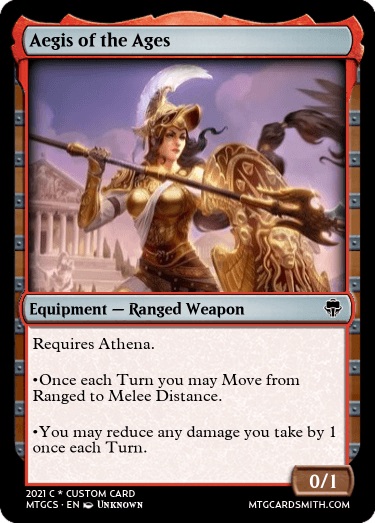 Aegis of the Ages
Equipment — Ranged Weapon
Requires Athena.
•Once each Turn you may Move from
Ranged to Melee Distance.
•You may reduce any damage you take by 1
once each Turn.
0/1
2021 C * CUSTOM CARD
MTGCS · EN Unknown
MTGCARDSMITH.COM